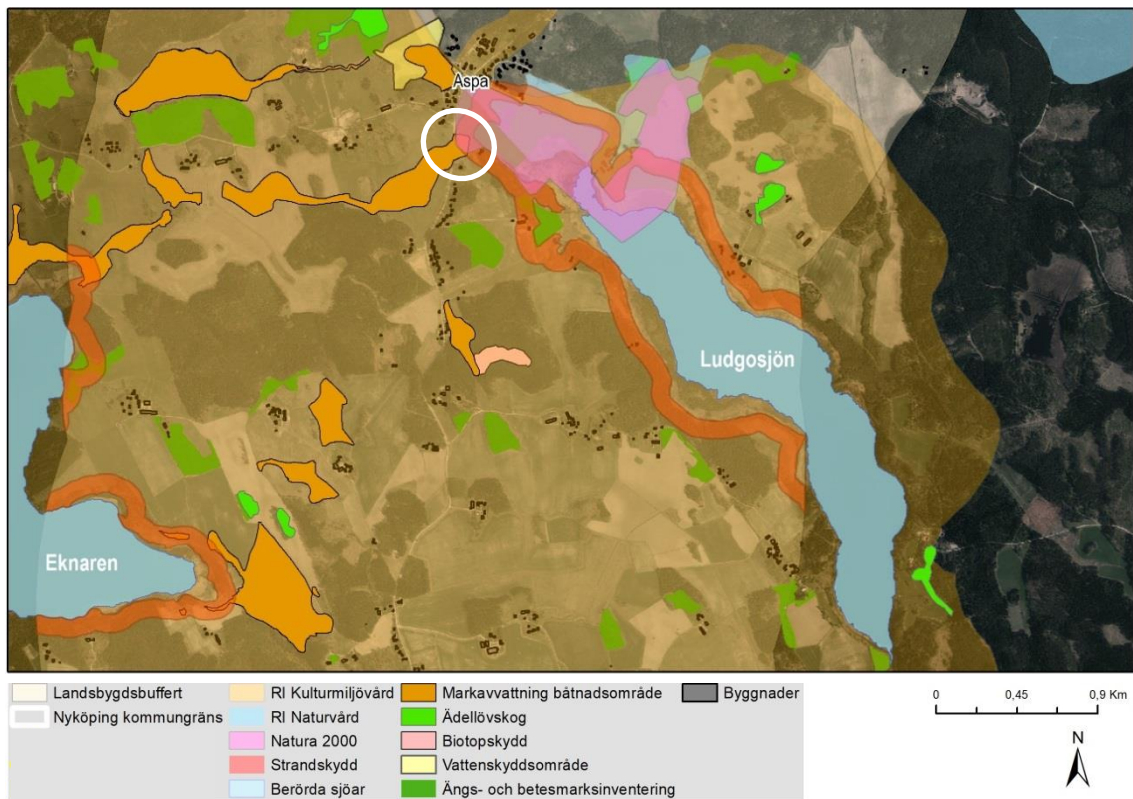 Aspa
Ludgosjön
Eknaren
Landsbygdsbuffert
Nyköping kommungräns
RI Kulturmiljövård
RI Naturvård
Natura 2000
Strandskydd
Berörda sjöar
Markavvattning båtnadsområde
Ädellövskog
Biotopskydd
Vattenskyddsområde
Ängs- och betesmarksinventering
Byggnader
0 0,45 0,9 Km
N